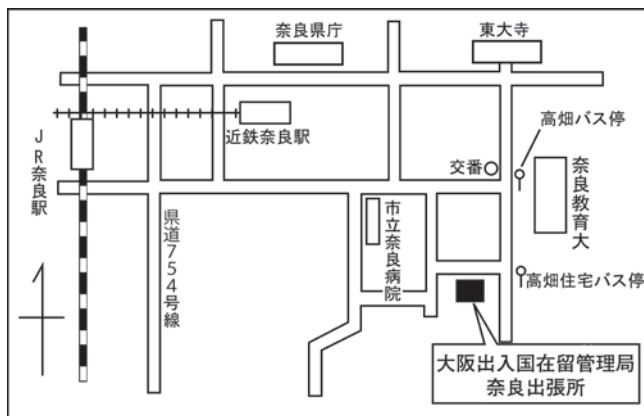 奈良県庁
東大寺
高畑バス停
近鉄奈良駅
JR奈良駅
交番
奈良教育大
県道754号線
市立奈良病院
高畑住宅バス停
大阪出入国在留管理局
奈良出張所